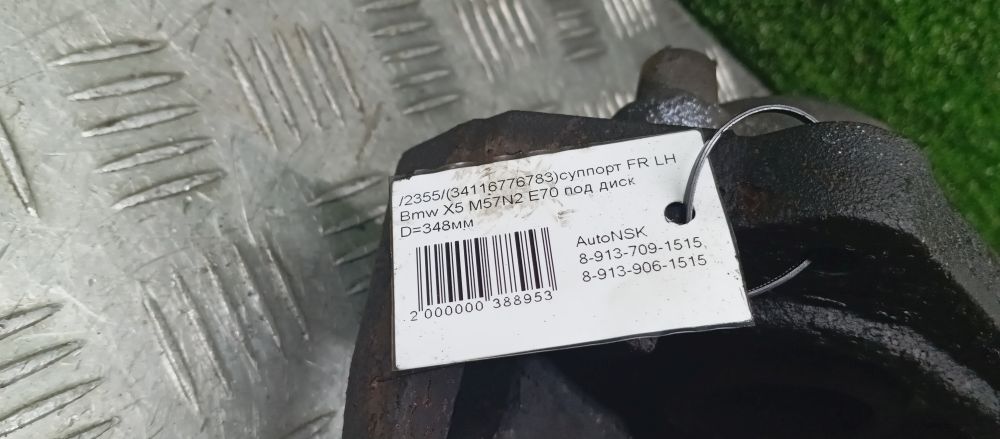 /2355/(34116776783)суппорт FR LH
Bmw X5 M57N2 E70 под диск
D=348мм
AutoNSK
8-913-709-1515,
8-913-906-1515
2 000000 388953